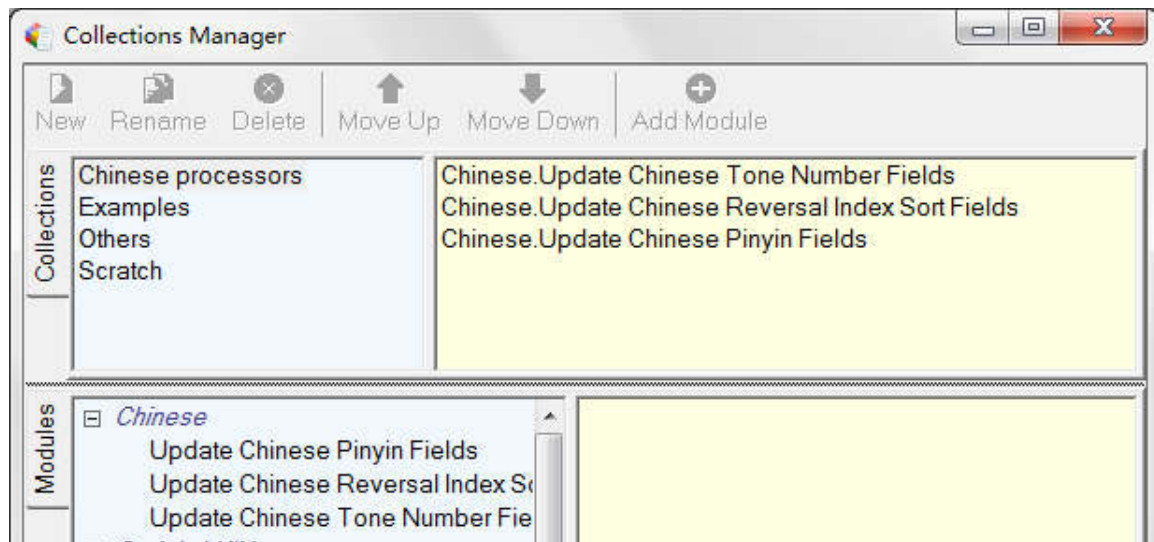 Collections Manager
New Rename Delete Move Up Move Down Add Module
Collections
Chinese processors
Examples
Others
Scratch
Chinese.Update Chinese Tone Number Fields
Chinese.Update Chinese Reversal Index Sort Fields
Chinese.Update Chinese Pinyin Fields
Modules
Chinese
Update Chinese Pinyin Fields
Update Chinese Reversal Index
Update Chinese Tone Number Fie